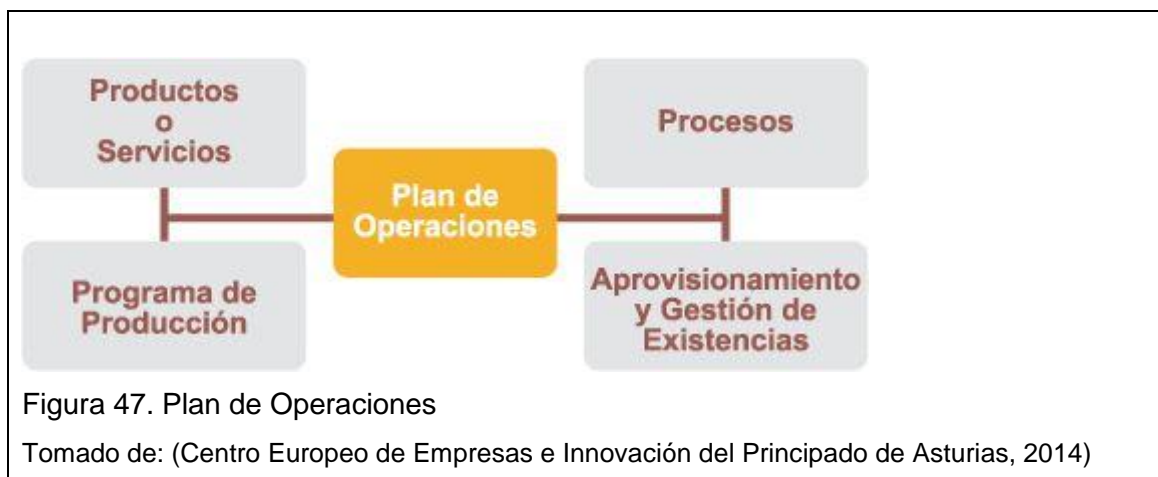 Productos
o
Servicios
Procesos
Plan de
Operaciones
Programa de
Producción
Aprovisionamiento
y Gestión de
Existencias
Figura 47. Plan de Operaciones
Tomado de: (Centro Europeo de Empresas e Innovación del Principado de Asturias, 2014)